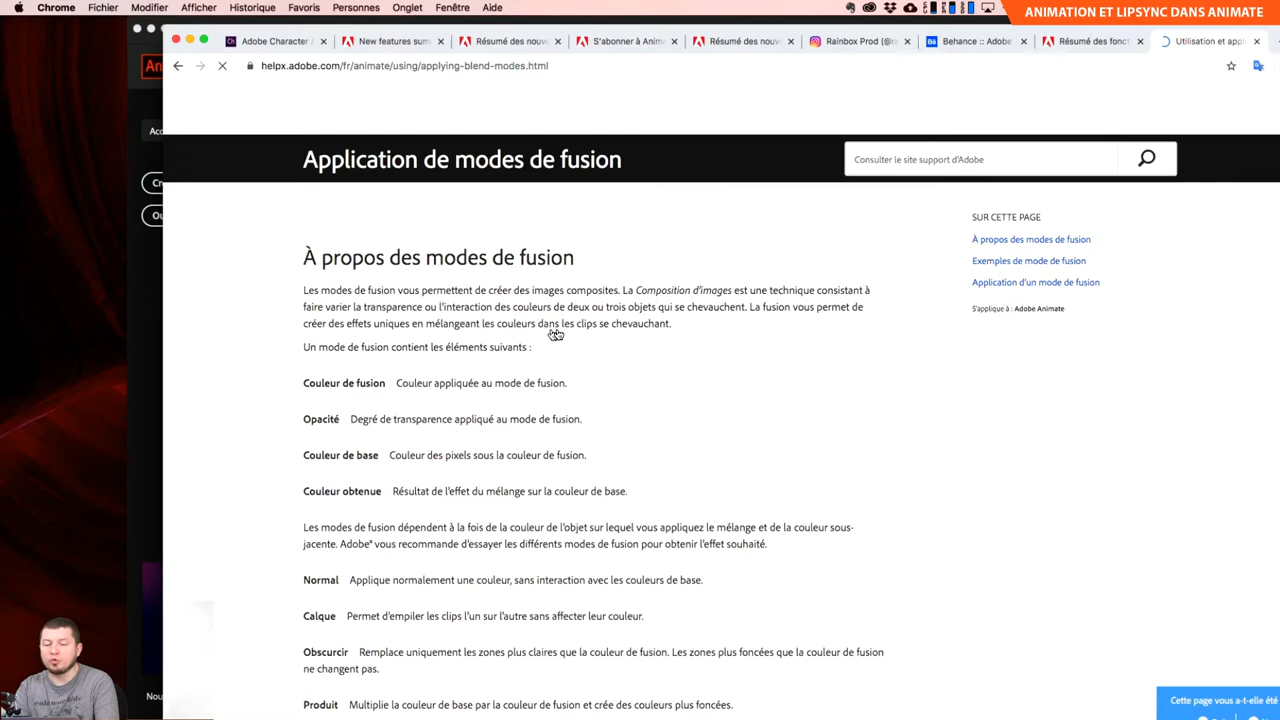 Chrome Fichier Modifier Afficher Historique Favoris Personnes Onglet Fenêtre Aide
ANIMATION ET LIPSYNC DANS ANIMATE
Adobe Character A
New features sum
Résumé des nouv
S'abonner à Anim
Résumé des nouv
Rainbox Prod (@ra
Behance :: Adobe
Résumé des fonct
Utilisation et appl
helpx.adobe.com/fr/animate/using/applying-blend-modes.html
An
Application de modes de fusion
Consulter le site support d'Adobe
Acc
Cr
Ou
À propos des modes de fusion
Les modes de fusion vous permettent de créer des images composites. La Composition d'images est une technique consistant à
faire varier la transparence ou l'interaction des couleurs de deux ou trois objets qui se chevauchent. La fusion vous permet de
créer des effets uniques en mélangeant les couleurs dans les clips se chevauchant.
Un mode de fusion contient les éléments suivants :
Couleur de fusion Couleur appliquée au mode de fusion.
Opacité Degré de transparence appliqué au mode de fusion.
Couleur de base Couleur des pixels sous la couleur de fusion.
Couleur obtenue Résultat de l'effet du mélange sur la couleur de base.
Les modes de fusion dépendent à la fois de la couleur de l'objet sur lequel vous appliquez le mélange et de la couleur sous-
jacente. Adobe® vous recommande d'essayer les différents modes de fusion pour obtenir l'effet souhaité.
Normal Applique normalement une couleur, sans interaction avec les couleurs de base.
Calque Permet d'empiler les clips l'un sur l'autre sans affecter leur couleur.
Obscurcir Remplace uniquement les zones plus claires que la couleur de fusion. Les zones plus foncées que la couleur de fusion
ne changent pas.
Produit Multiplie la couleur de base par la couleur de fusion et crée des couleurs plus foncées.
SUR CETTE PAGE
À propos des modes de fusion
Exemples de mode de fusion
Application d'un mode de fusion
S'applique à : Adobe Animate
Nou
Cette page vous a-t-elle été